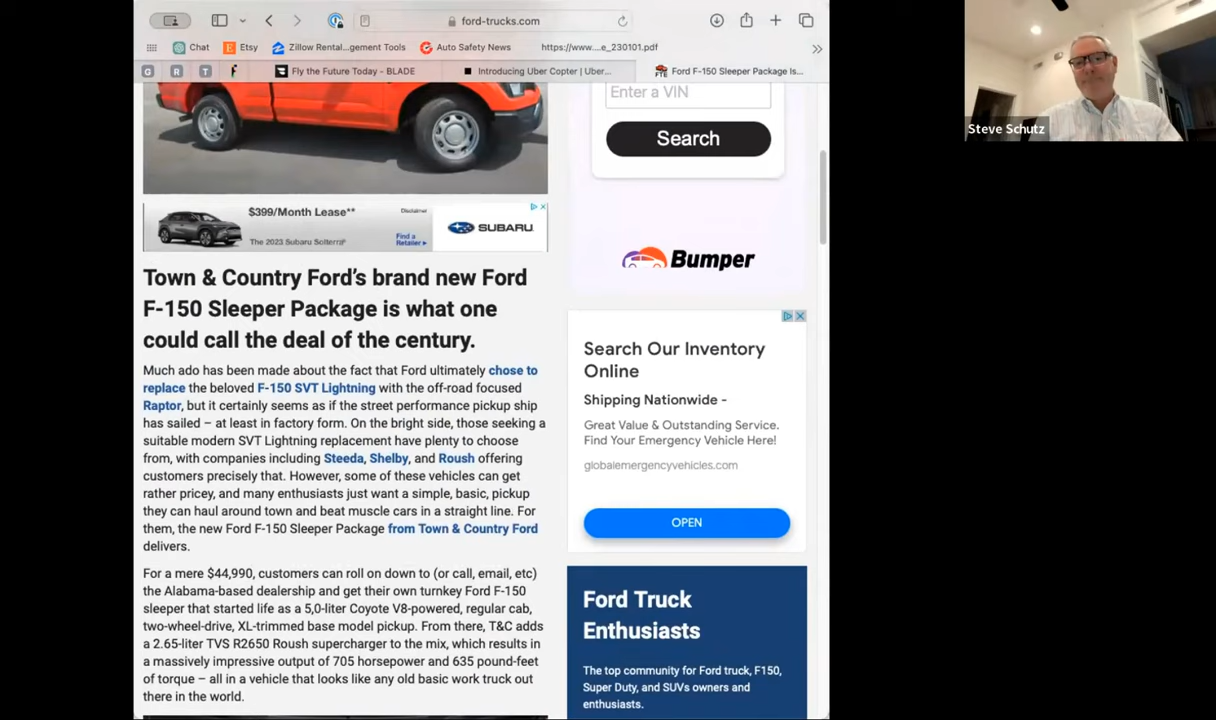 ford-trucks.com
Chat
Etsy
Zillow Rental...gement Tools
Auto Safety News
https://www....e_230101.pdf
G
R
T
Fly the Future Today - BLADE
Introducing Uber Copter | Uber...
Ford F-150 Sleeper Package Is...
Enter a VIN
Search
Steve Schutz
$399/Month Lease**
Disclaimer
The 2023 Subaru Solterra
Find a
Retailer
SUBARU
Bumper
Town & Country Ford's brand new Ford
F-150 Sleeper Package is what one
could call the deal of the century.
Much ado has been made about the fact that Ford ultimately chose to
replace the beloved F-150 SVT Lightning with the off-road focused
Raptor, but it certainly seems as if the street performance pickup ship
has sailed – at least in factory form. On the bright side, those seeking a
suitable modern SVT Lightning replacement have plenty to choose
from, with companies including Steeda, Shelby, and Roush offering
customers precisely that. However, some of these vehicles can get
rather pricey, and many enthusiasts just want a simple, basic, pickup
they can haul around town and beat muscle cars in a straight line. For
them, the new Ford F-150 Sleeper Package from Town & Country Ford
delivers.
For a mere $44,990, customers can roll on down to (or call, email, etc)
the Alabama-based dealership and get their own turnkey Ford F-150
sleeper that started life as a 5,0-liter Coyote V8-powered, regular cab,
two-wheel-drive, XL-trimmed base model pickup. From there, T&C adds
a 2.65-liter TVS R2650 Roush supercharger to the mix, which results in
a massively impressive output of 705 horsepower and 635 pound-feet
of torque – all in a vehicle that looks like any old basic work truck out
there in the world.
Search Our Inventory
Online
Shipping Nationwide -
Great Value & Outstanding Service.
Find Your Emergency Vehicle Here!
globalemergencyvehicles.com
OPEN
Ford Truck
Enthusiasts
The top community for Ford truck, F150,
Super Duty, and SUVs owners and
enthusiasts.